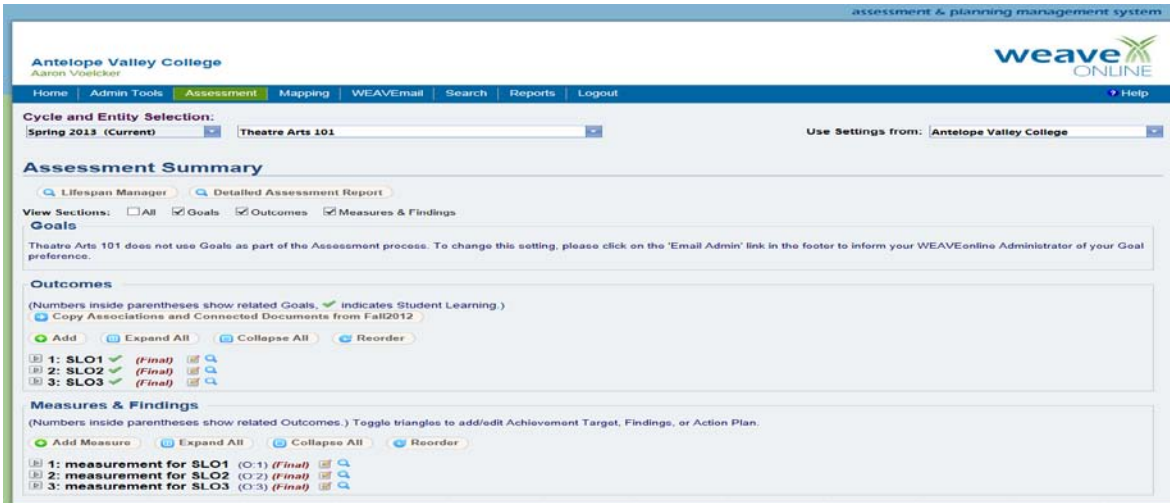 assessment & planning management system
weave
ONLINE
Antelope Valley College
Aaron Voelcker
Home Admin Tools Assessment Mapping WEAVEmail Search Reports Logout ? Help
Cycle and Entity Selection:
Spring 2013 (Current) Theatre Arts 101 Use Settings from: Antelope Valley College
Assessment Summary
Lifespan Manager Detailed Assessment Report
View Sections: All Goals Outcomes Measures & Findings
Goals
Theatre Arts 101 does not use Goals as part of the Assessment process. To change this setting, please click on the 'Email Admin' link in the footer to inform your WEAVEonline Administrator of your Goal
preference.
Outcomes
(Numbers inside parentheses show related Goals, ✔ indicates Student Learning.)
Copy Associations and Connected Documents from Fall2012
Add Expand All Collapse All Reorder
1: SLO1 ✔ (Final)
2: SLO2 ✔ (Final)
3: SLO3 ✔ (Final)
Measures & Findings
(Numbers inside parentheses show related Outcomes.) Toggle triangles to add/edit Achievement Target, Findings, or Action Plan.
Add Measure Expand All Collapse All Reorder
1: measurement for SLO1 (O:1) (Final)
2: measurement for SLO2 (O:2) (Final)
3: measurement for SLO3 (O:3) (Final)